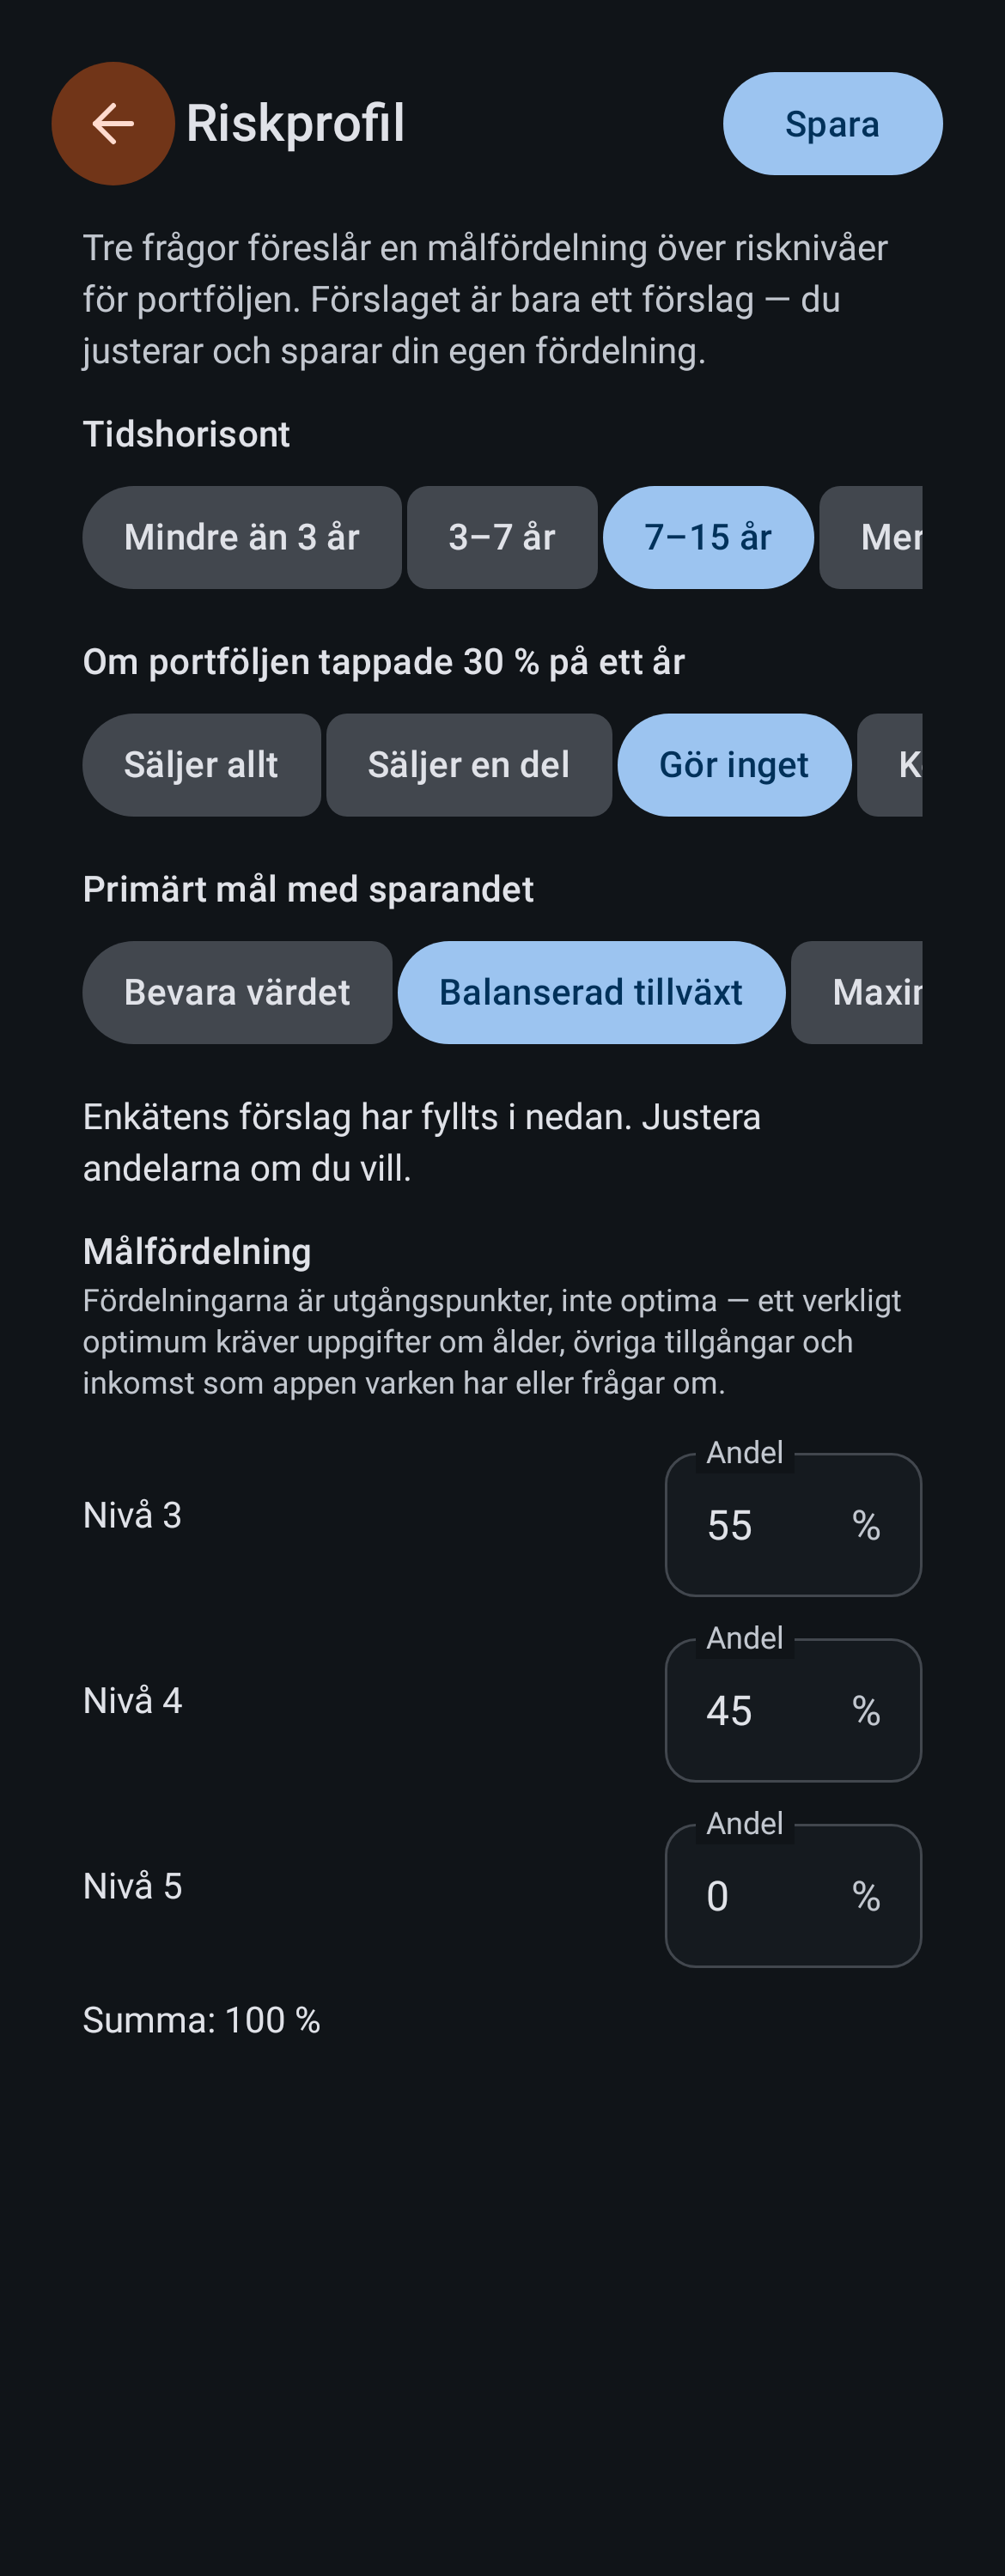 Riskprofil
Spara
Tre frågor föreslår en målfördelning över risknivåer
för portföljen. Förslaget är bara ett förslag — du
justerar och sparar din egen fördelning.
Tidshorisont
Mindre än 3 år
3–7 år
7–15 år
Om portföljen tappade 30 % på ett år
Säljer allt
Säljer en del
Gör inget
Primärt mål med sparandet
Bevara värdet
Balanserad tillväxt
Enkätens förslag har fyllts i nedan. Justera
andelarna om du vill.
Målfördelning
Fördelningarna är utgångspunkter, inte optima — ett verkligt
optimum kräver uppgifter om ålder, övriga tillgångar och
inkomst som appen varken har eller frågar om.
Andel
Nivå 3
55 %
Andel
Nivå 4
45 %
Andel
Nivå 5
0 %
Summa: 100 %